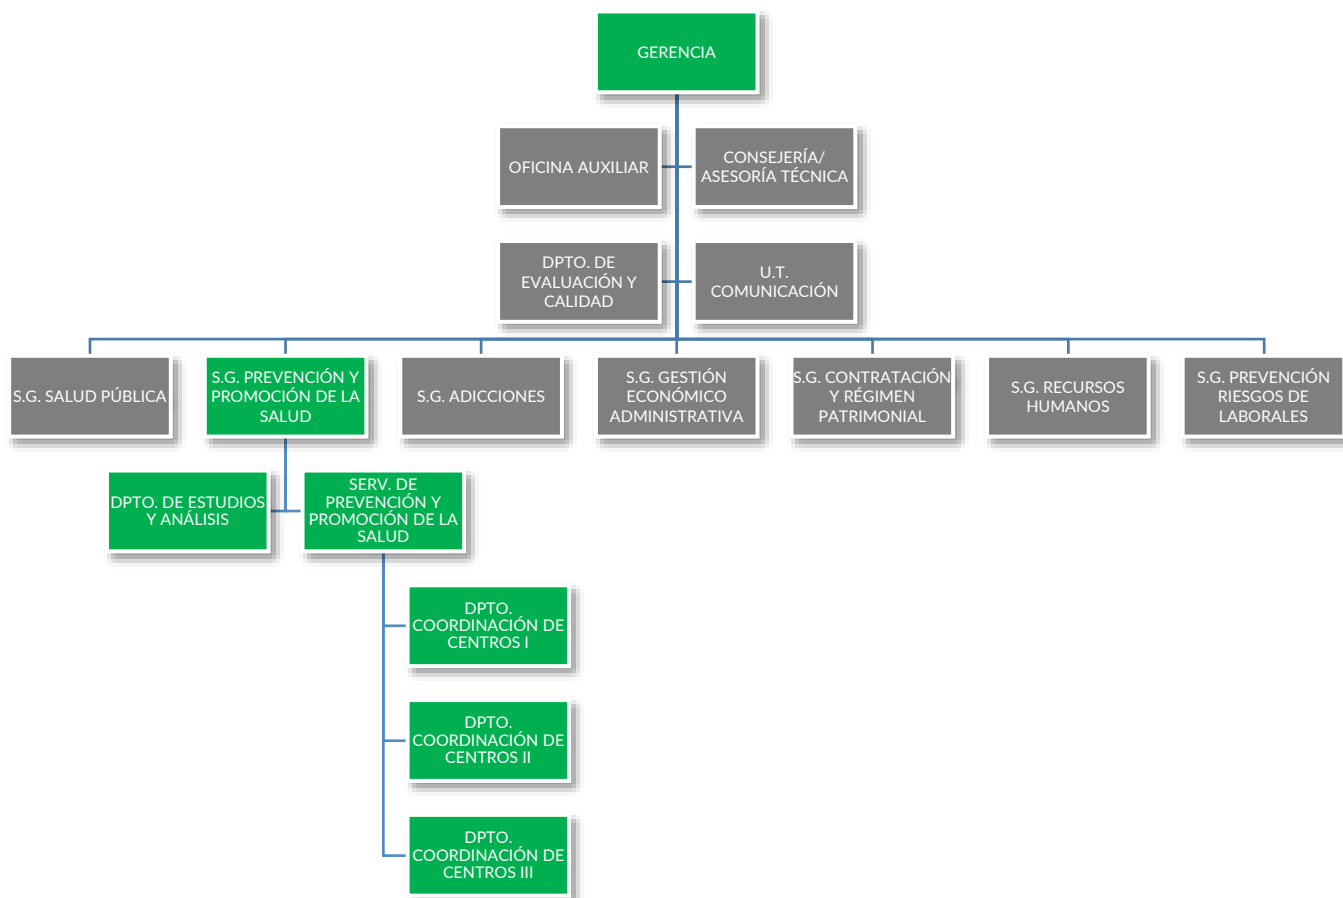 GERENCIA
OFICINA AUXILIAR
CONSEJERÍA/
ASESORÍA TÉCNICA
DPTO. DE
EVALUACIÓN Y
CALIDAD
U.T.
COMUNICACIÓN
S.G. SALUD PÚBLICA
S.G. PREVENCIÓN Y
PROMOCIÓN DE LA
SALUD
S.G. ADICCIONES
S.G. GESTIÓN
ECONÓMICO
ADMINISTRATIVA
S.G. CONTRATACIÓN
Y RÉGIMEN
PATRIMONIAL
S.G. RECURSOS
HUMANOS
S.G. PREVENCIÓN
RIESGOS DE
LABORALES
DPTO. DE ESTUDIOS
Y ANÁLISIS
SERV. DE
PREVENCIÓN Y
PROMOCIÓN DE LA
SALUD
DPTO.
COORDINACIÓN DE
CENTROS I
DPTO.
COORDINACIÓN DE
CENTROS II
DPTO.
COORDINACIÓN DE
CENTROS III